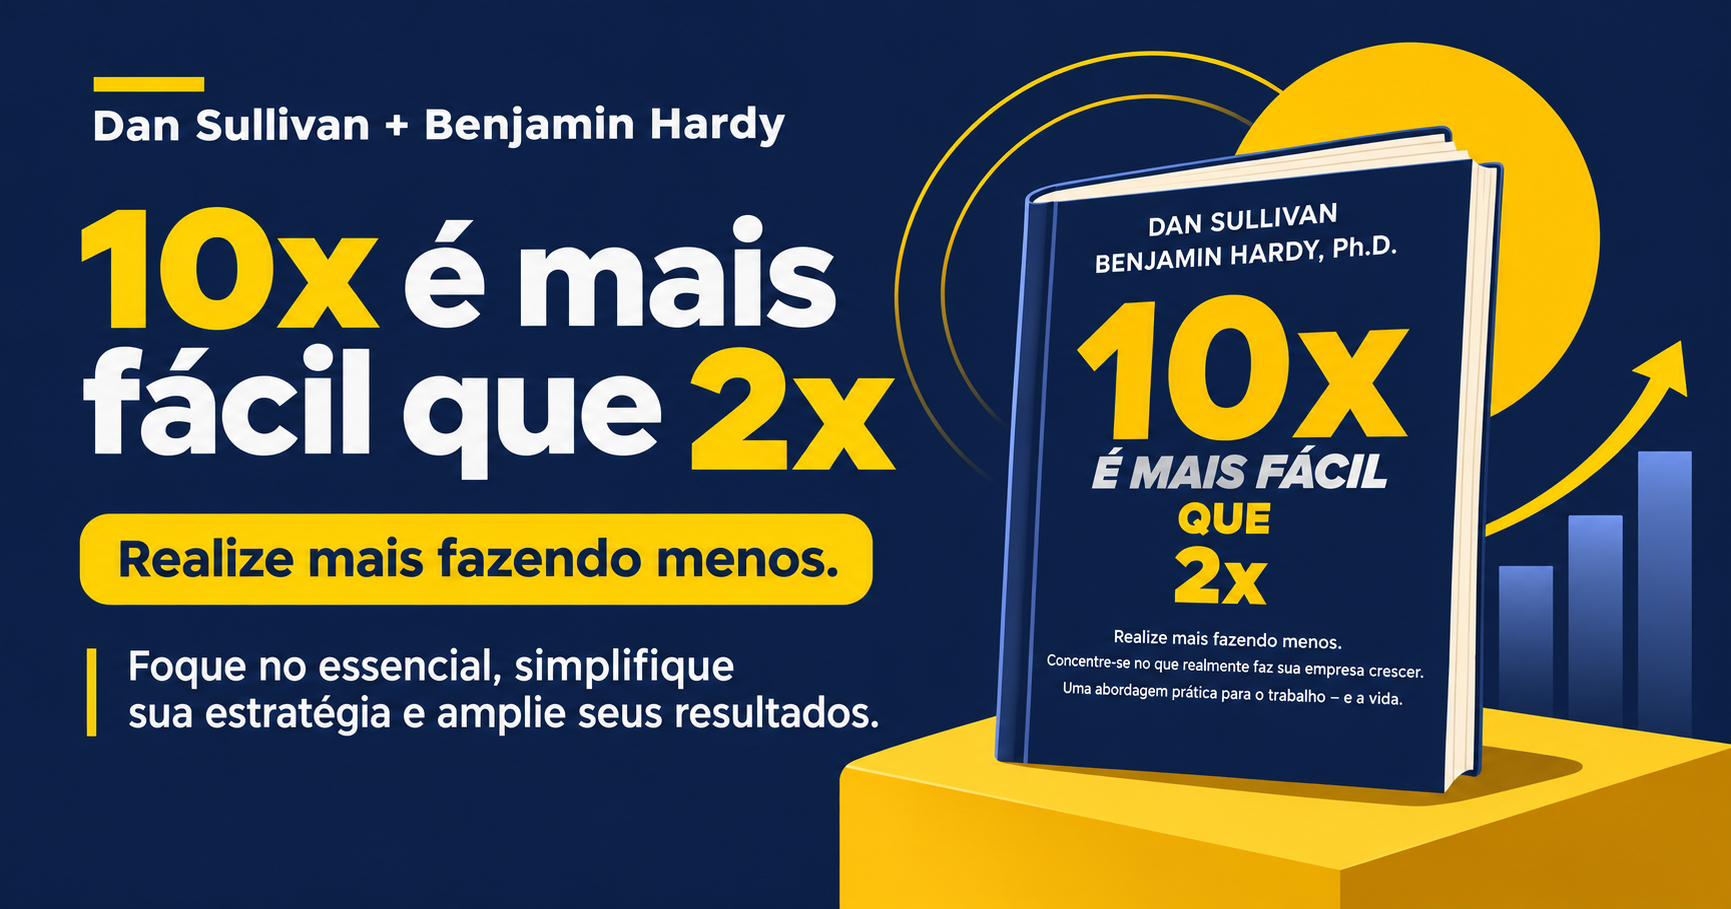 Dan Sullivan + Benjamin Hardy
10x é mais
fácil que 2x
Realize mais fazendo menos.
Foque no essencial, simplifique
sua estratégia e amplie seus resultados.
DAN SULLIVAN
BENJAMIN HARDY, Ph.D.
10x
É MAIS FÁCIL
QUE
2x
Realize mais fazendo menos.
Concentre-se no que realmente faz sua empresa crescer.
Uma abordagem prática para o trabalho – e a vida.